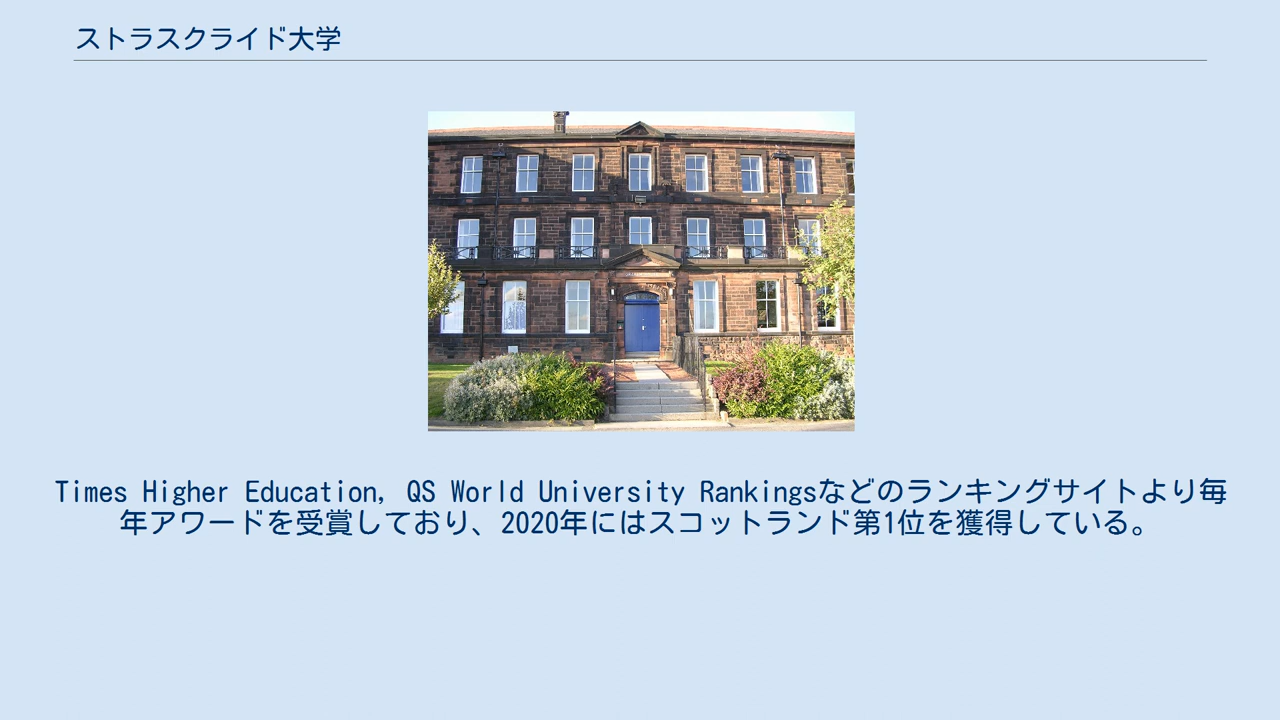 ストラスクライド大学
Times Higher Education, QS World University Rankingsなどのランキングサイトより毎
年アワードを受賞しており、2020年にはスコットランド第1位を獲得している。